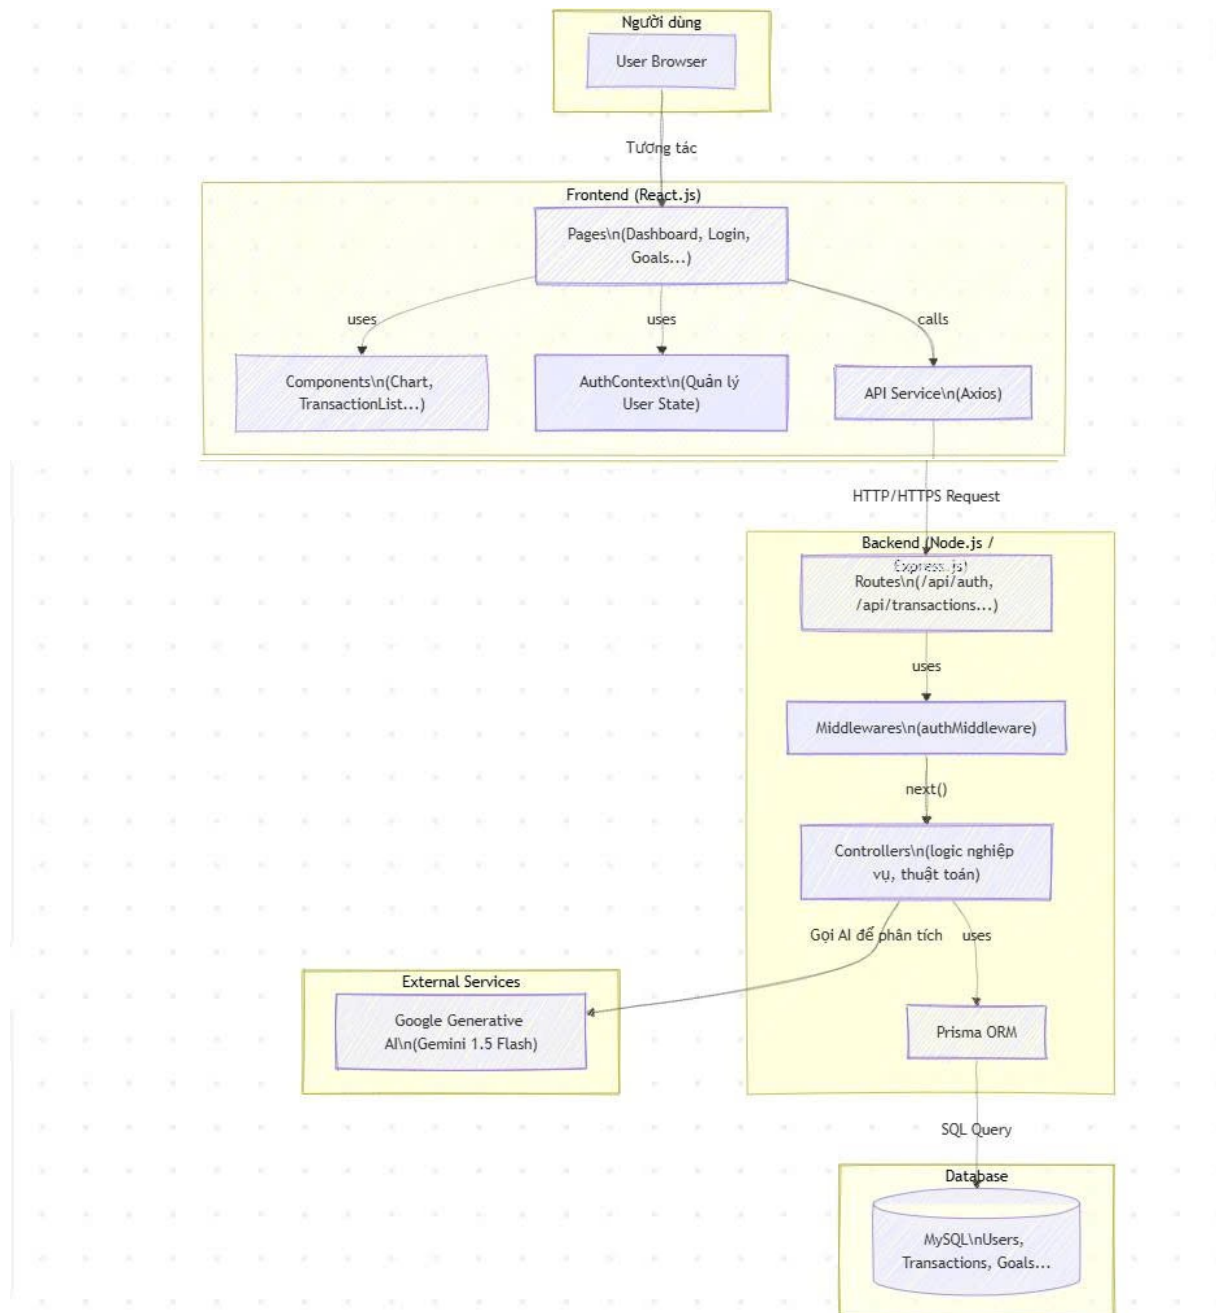 Người dùng
User Browser
Tương tác
Frontend (React.js)
Pages\n(Dashboard, Login,
Goals...)
uses
uses
calls
Components\n(Chart,
TransactionList...)
AuthContext\n(Quản lý
User State)
API Service\n(Axios)
HTTP/HTTPS Request
Backend (Node.js /
Express.js)
Routes\n(/api/auth,
/api/transactions...)
uses
Middlewares\n(authMiddleware)
next()
Controllers\n(logic nghiệp
vụ, thuật toán)
Gọi AI để phân tích
uses
External Services
Google Generative
AI\n(Gemini 1.5 Flash)
Prisma ORM
SQL Query
Database
MySQL\nUsers,
Transactions, Goals...